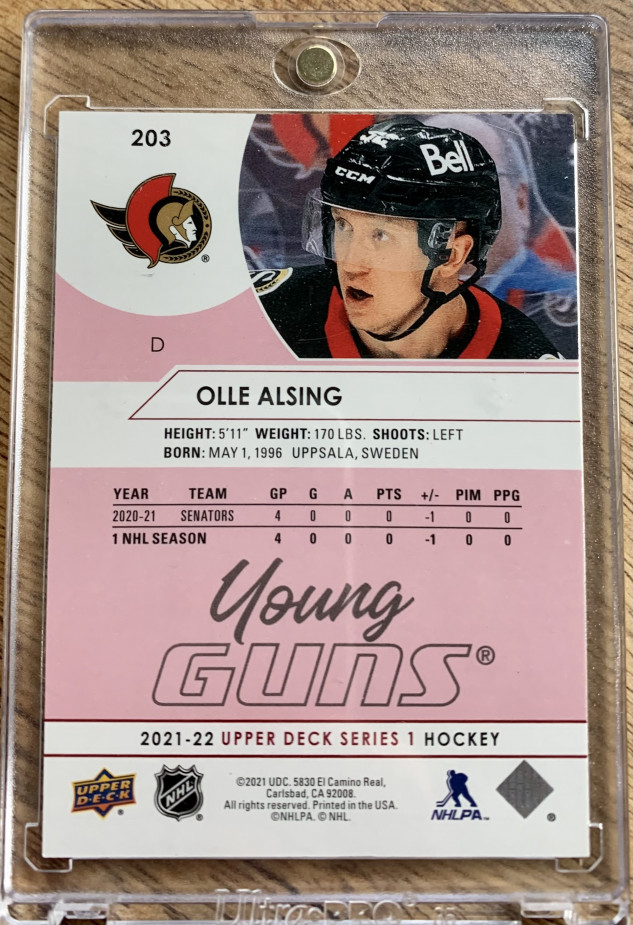 203
CCM
Bell
®
D
OLLE ALSING
HEIGHT: 5'11" WEIGHT: 170 LBS. SHOOTS: LEFT
BORN: MAY 1, 1996 UPPSALA, SWEDEN
YEAR TEAM GP G A PTS +/- PIM PPG
2020-21 SENATORS 4 0 0 0 -1 0 0
1 NHL SEASON 4 0 0 0 -1 0 0
Young
GUNS®
2021-22 UPPER DECK SERIES 1 HOCKEY
UPPER DECK®
NHL®
©2021 UDC. 5830 El Camino Real,
Carlsbad, CA 92008.
All rights reserved. Printed in the USA.
©NHLPA. © NHL.
NHLPA™
®
Ultra·PRO®